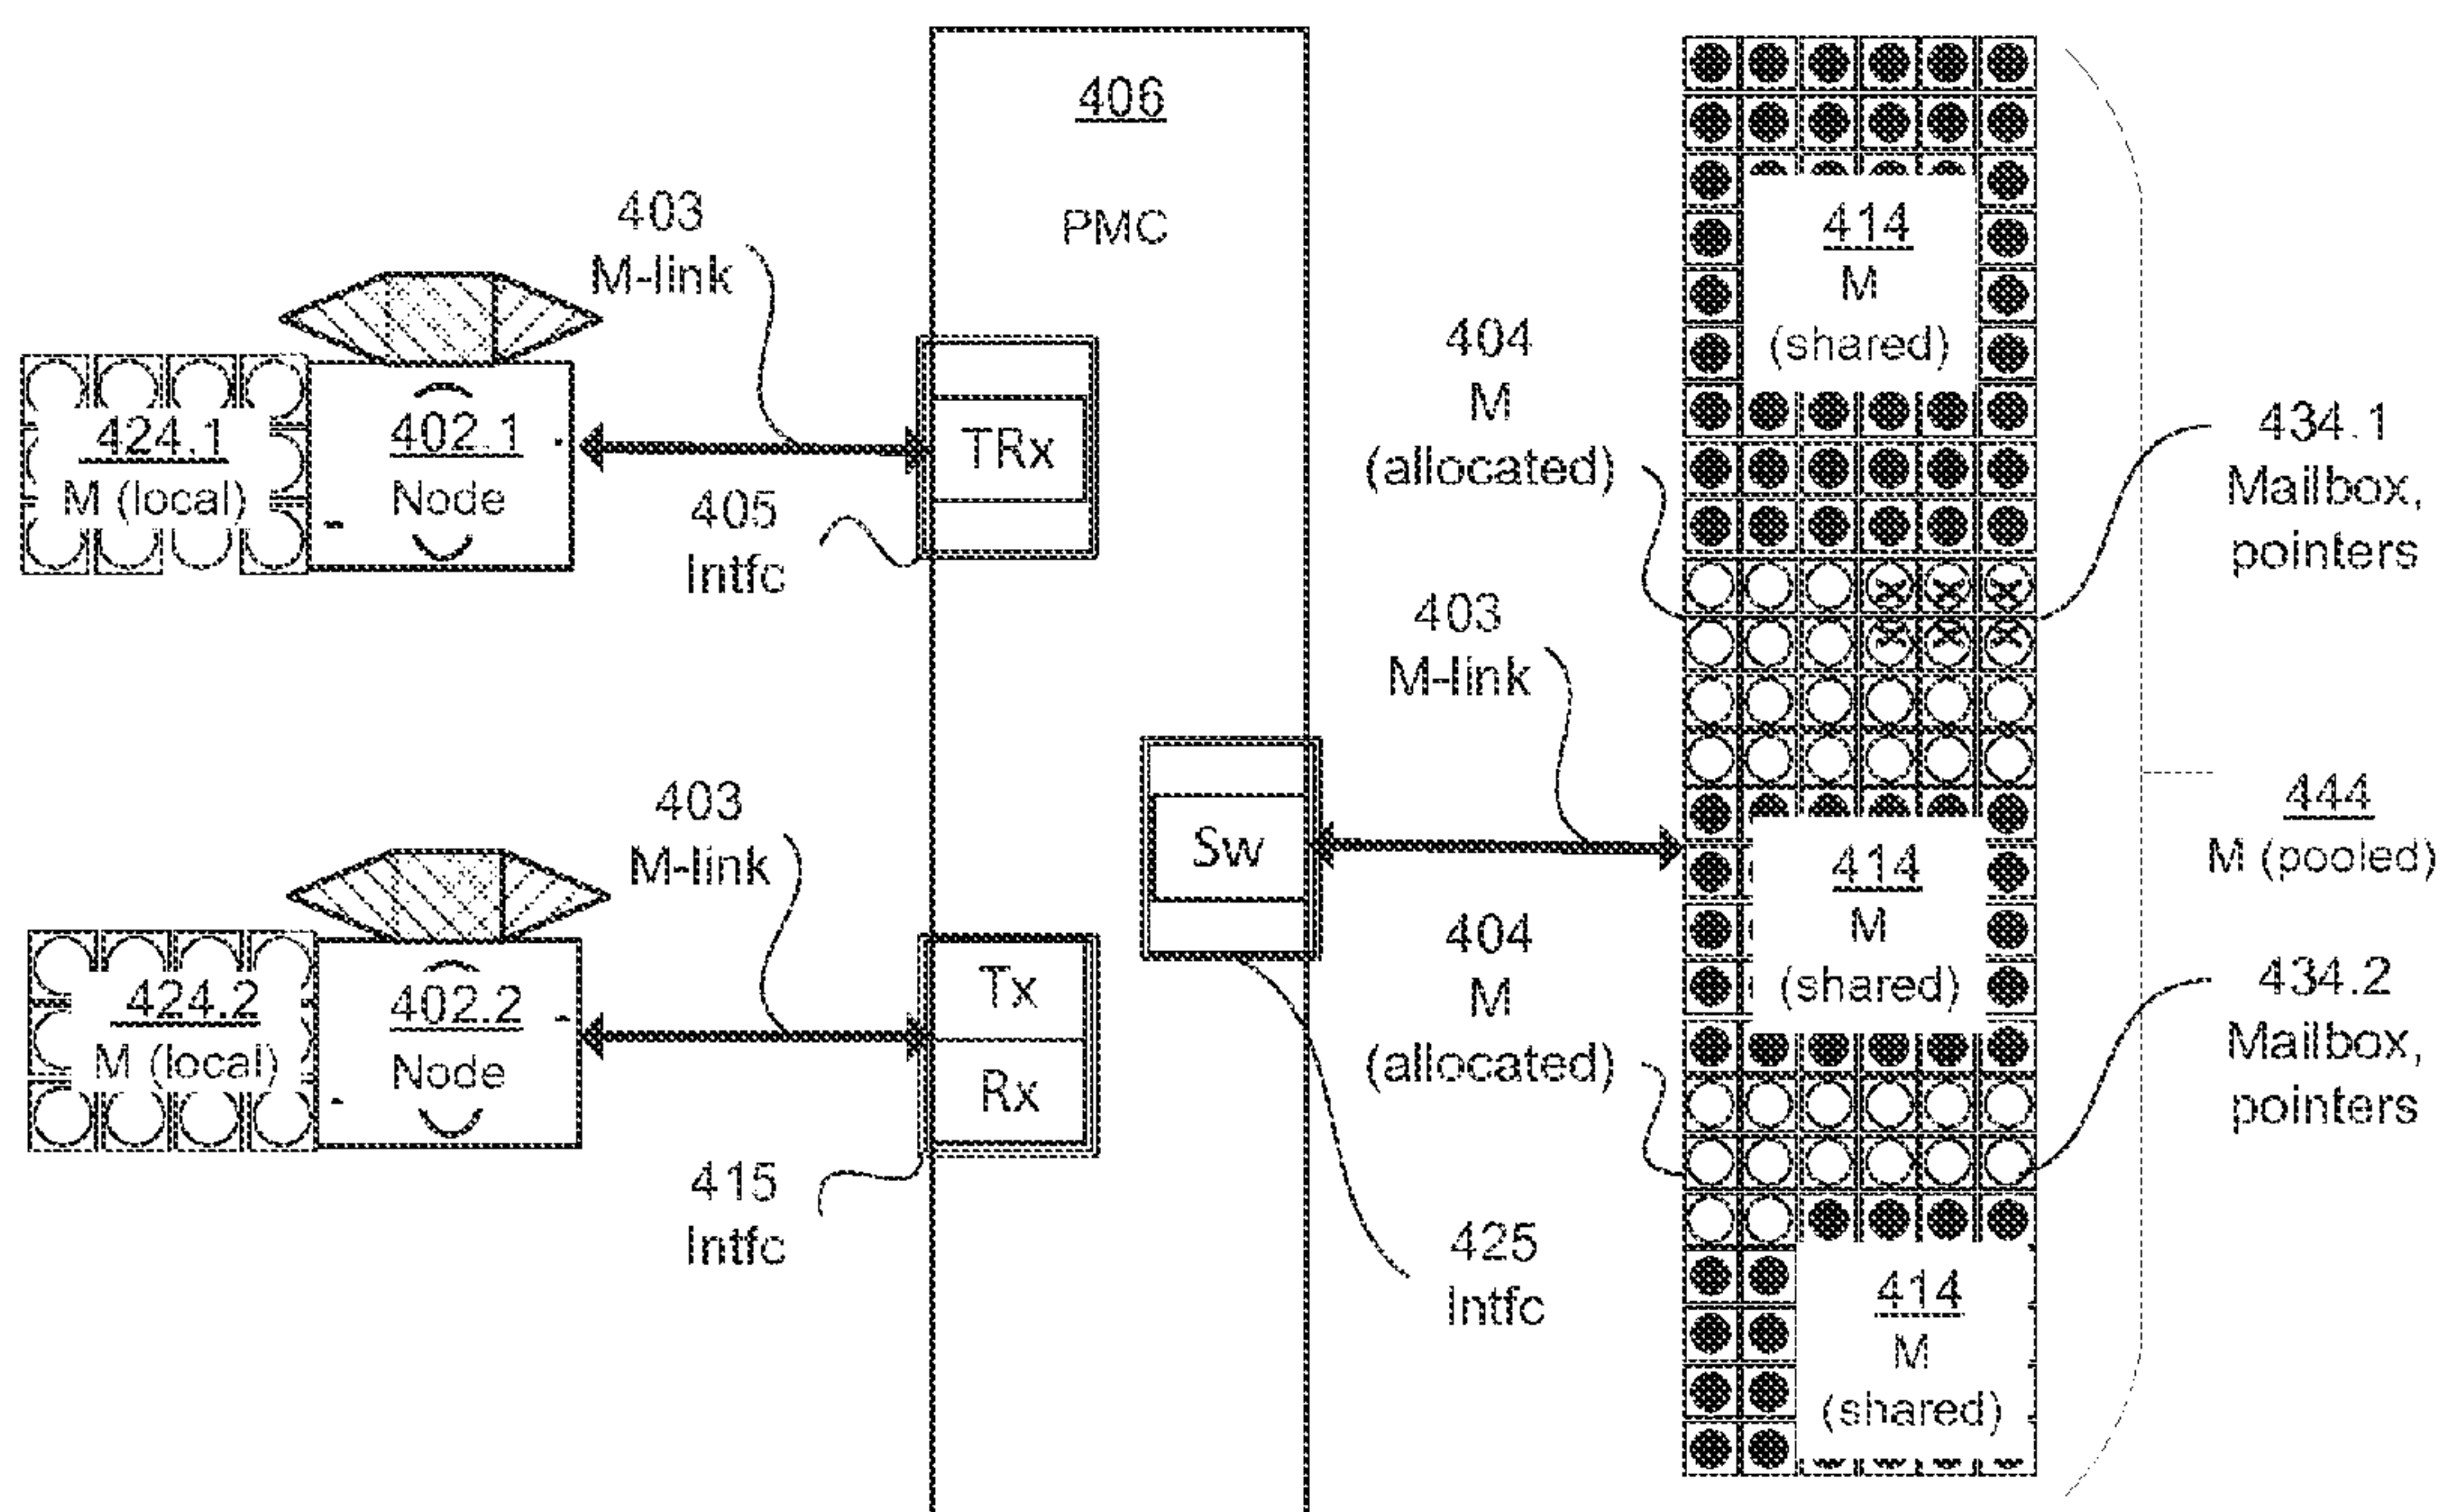 406
PMC
403
M-link
424.1
M (local)
402.1
Node
TRx
405
Intfc
414
M
(shared)
404
M
(allocated)
434.1
Mailbox,
pointers
403
M-link
403
M-link
424.2
M (local)
402.2
Node
Tx
Rx
415
Intfc
Sw
404
M
(allocated)
425
Intfc
414
M
(shared)
444
M (pooled)
434.2
Mailbox,
pointers
414
M
(shared)